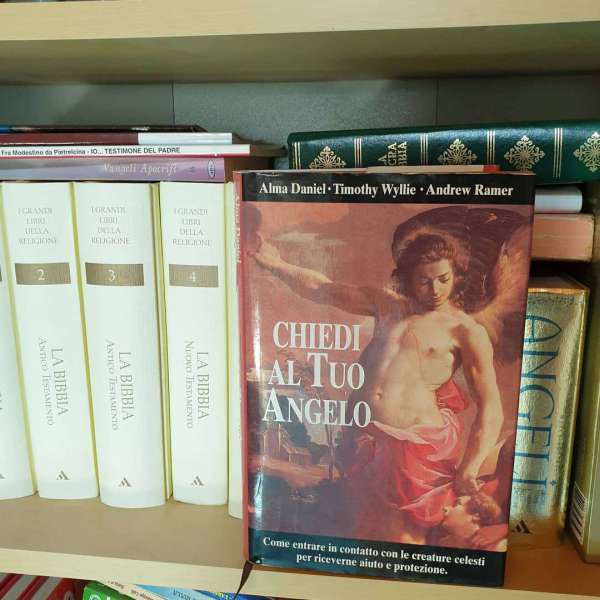 Fra Modestino da Pietrelcina - IO... TESTIMONE DEL PADRE
Vangeli Apocrifi
I GRANDI
LIBRI
DELLA
RELIGIONE
2
LA BIBBIA
ANTICO TESTAMENTO
I GRANDI
LIBRI
DELLA
RELIGIONE
3
LA BIBBIA
ANTICO TESTAMENTO
I GRANDI
LIBRI
DELLA
RELIGIONE
4
LA BIBBIA
NUOVO TESTAMENTO
Alma Daniel • Timothy Wyllie • Andrew Ramer
CHIEDI
AL TUO
ANGELO
Come entrare in contatto con le creature celesti
per riceverne aiuto e protezione.
ANGELI